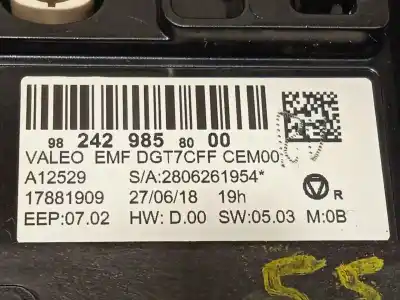 98 242 985 80 00
VALEO EMF DGT7CFF CEM00
A12529 S/A:2806261954*
17881909 27/06/18 19h R
EEP:07.02 HW: D.00 SW:05.03 M:0B
55